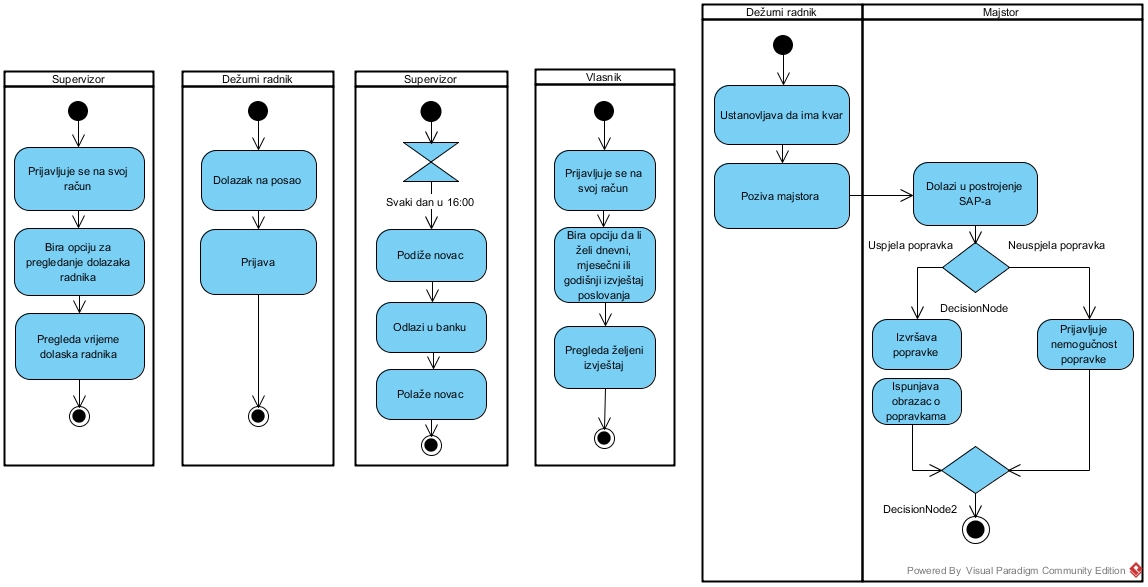 Supervizor
Prijavljuje se na svoj
račun
Bira opciju za
pregledanje dolazaka
radnika
Pregleda vrijeme
dolaska radnika
Dežurni radnik
Dolazak na posao
Prijava
Supervizor
Svaki dan u 16:00
Podiže novac
Odlazi u banku
Polaže novac
Vlasnik
Prijavljuje se na
svoj račun
Bira opciju da li
želi dnevni,
mjesečni ili
godišnji izvještaj
poslovanja
Pregleda željeni
izvještaj
Dežurni radnik
Ustanovljava da ima kvar
Poziva majstora
Majstor
Dolazi u postrojenje
SAP-a
Uspjela popravka
Neuspjela popravka
DecisionNode
Izvršava
popravke
Prijavljuje
nemogučnost
popravke
Ispunjava
obrazac o
popravkama
DecisionNode2
Powered By Visual Paradigm Community Edition